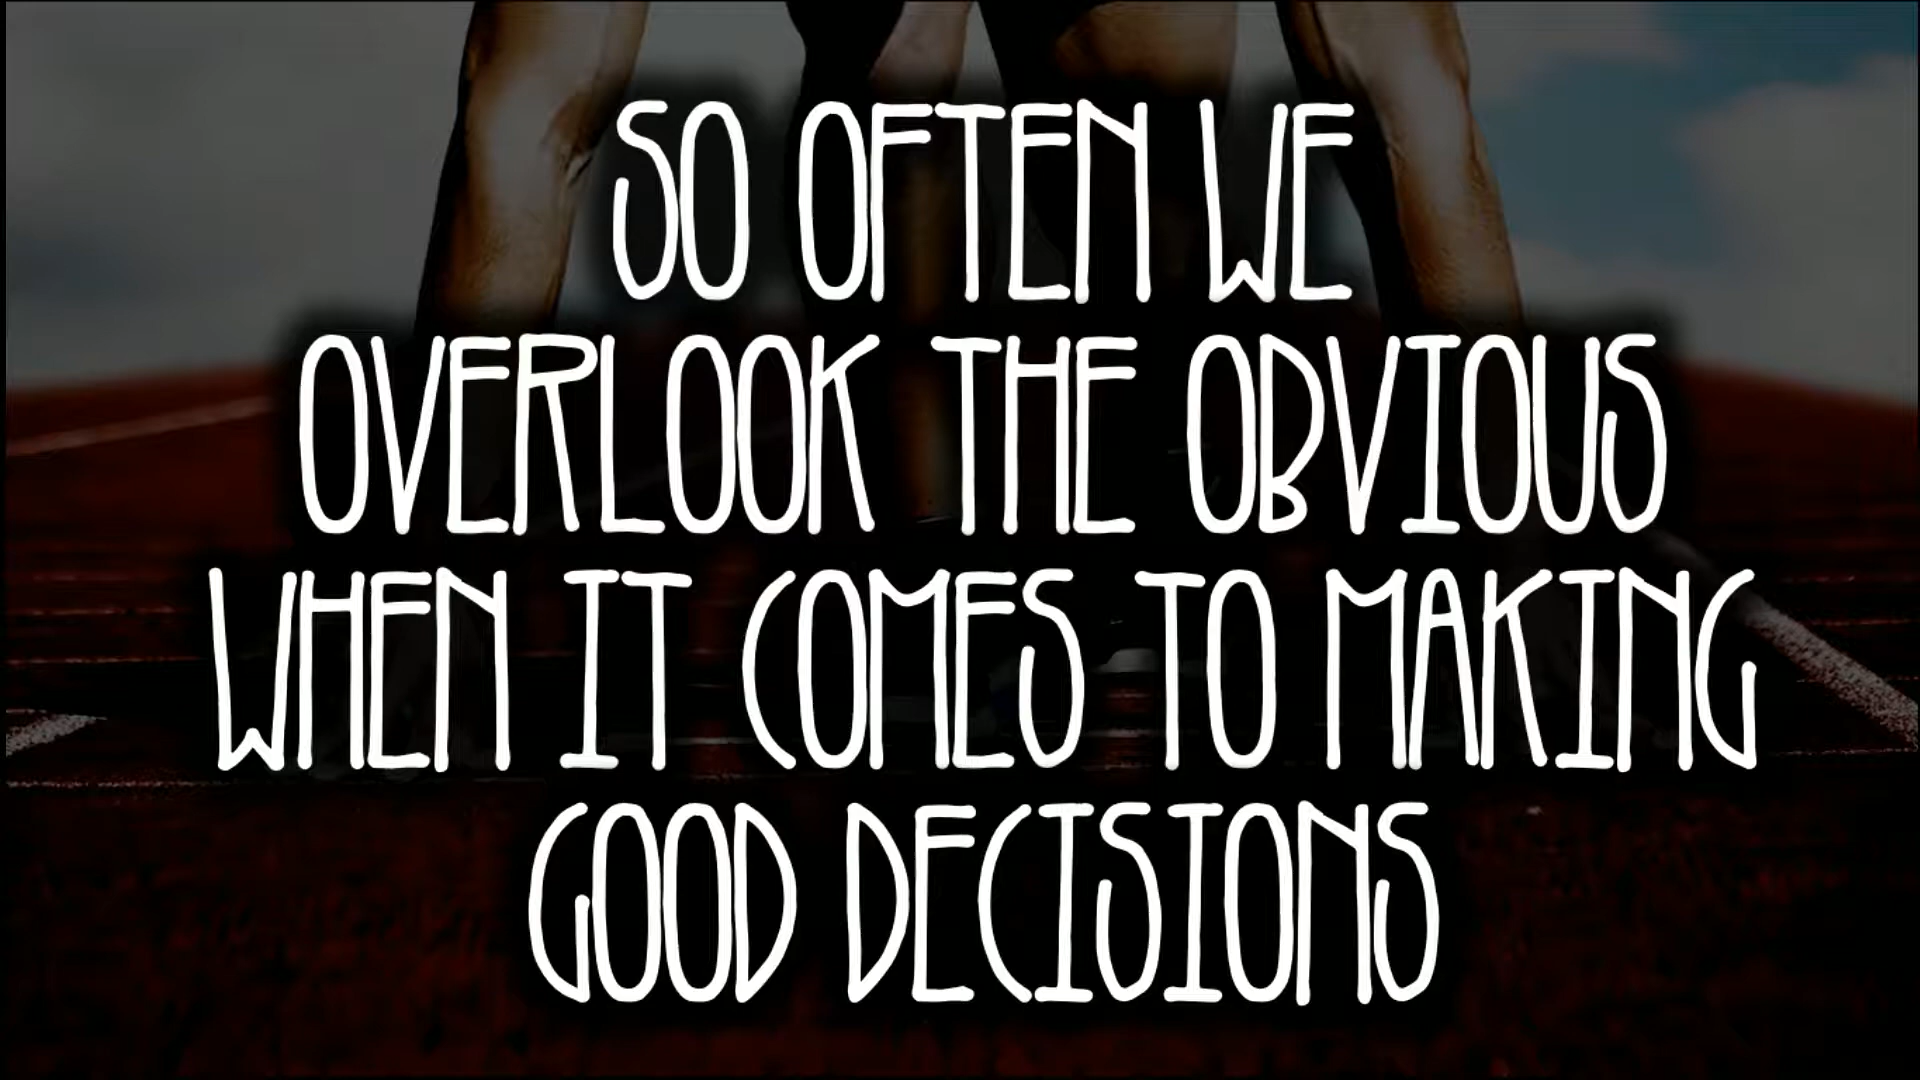 SO OFTEN WE
OVERLOOK THE OBVIOUS
WHEN IT COMES TO MAKING
GOOD DECISIONS